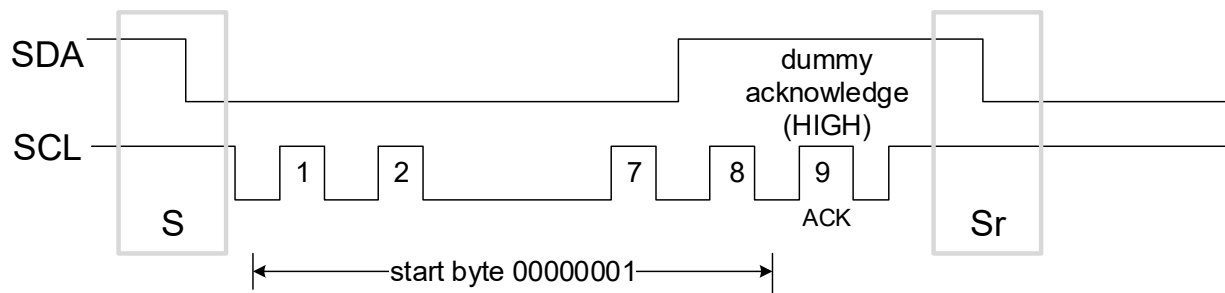 SDA
dummy
acknowledge
(HIGH)
SCL
1 2 7 8 9
ACK
S
Sr
start byte 00000001